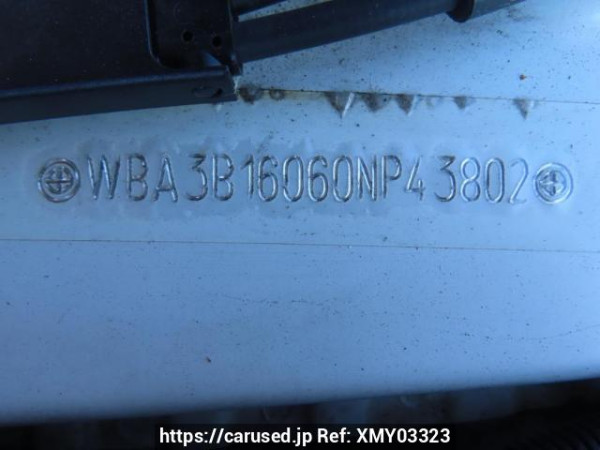 WBA3B16060NP43802
https://carused.jp Ref: XMY03323